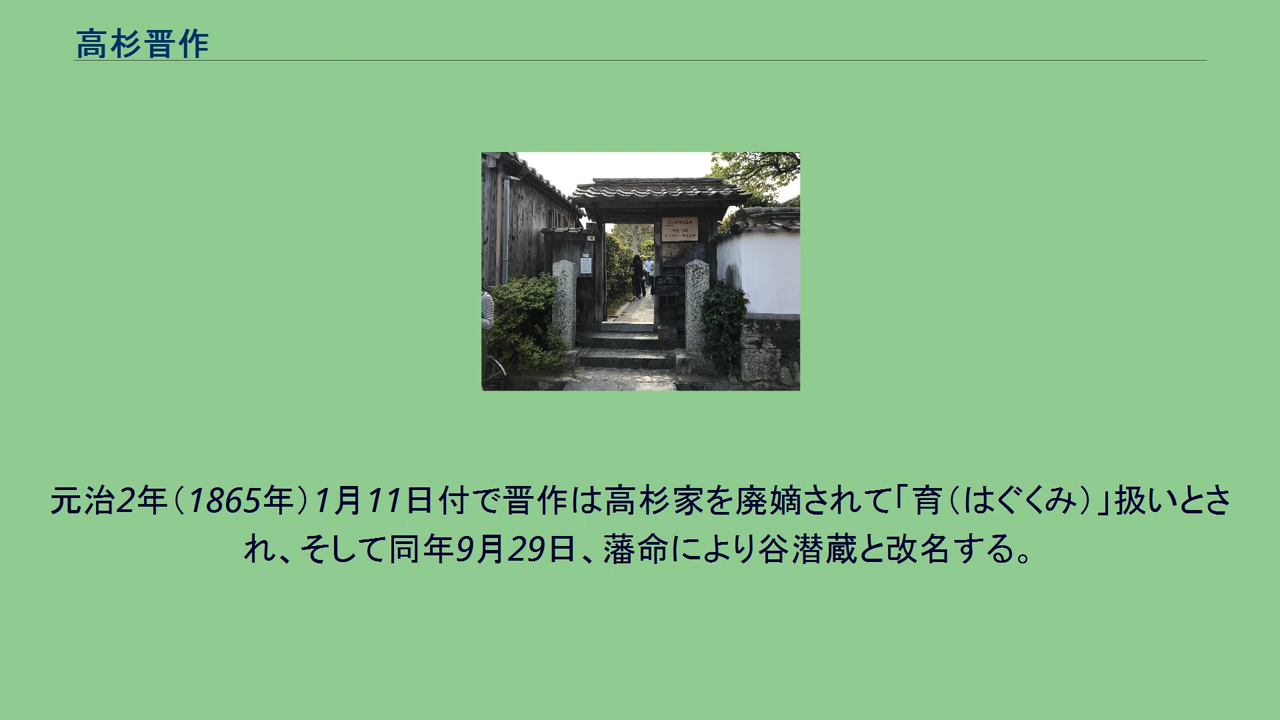 高杉晋作
元治2年（1865年）1月11日付で晋作は高杉家を廃嫡されて「育（はぐくみ）」扱いとさ
れ、そして同年9月29日、藩命により谷潜蔵と改名する。